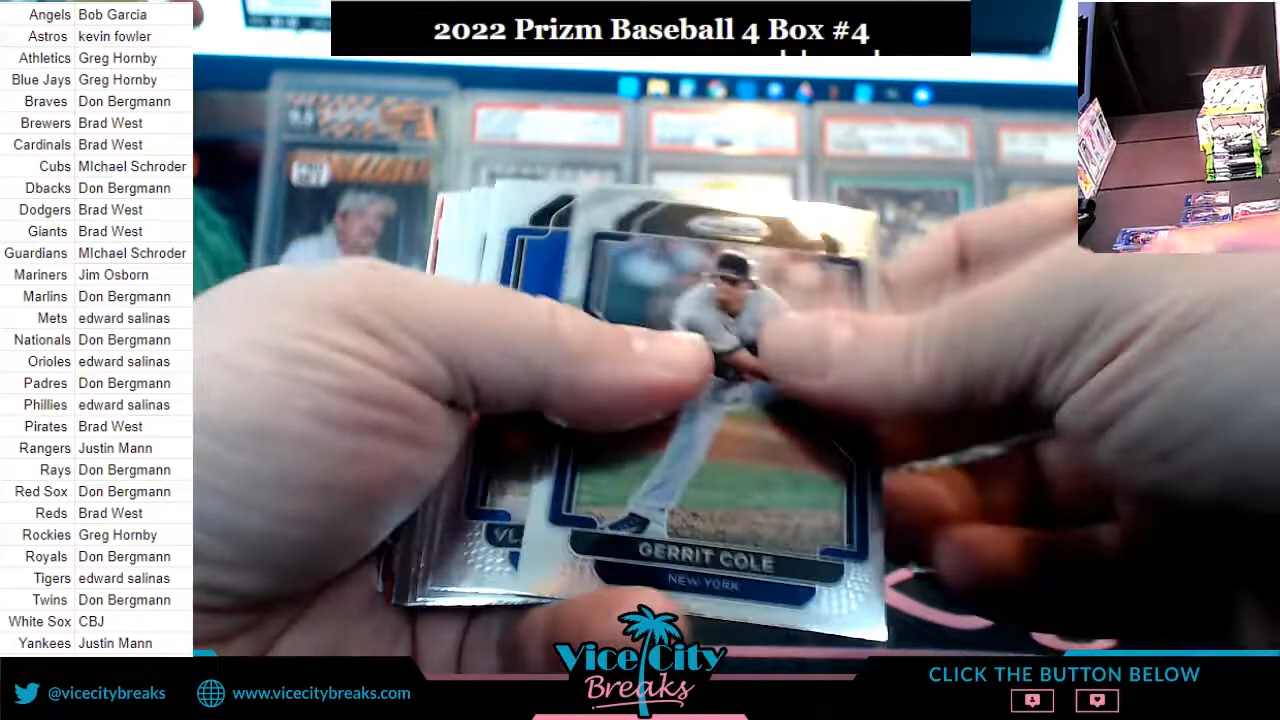 2022 Prizm Baseball 4 Box #4
Angels Bob Garcia
Astros kevin fowler
Athletics Greg Hornby
Blue Jays Greg Hornby
Braves Don Bergmann
Brewers Brad West
Cardinals Brad West
Cubs MIchael Schroder
Dbacks Don Bergmann
Dodgers Brad West
Giants Brad West
Guardians MIchael Schroder
Mariners Jim Osborn
Marlins Don Bergmann
Mets edward salinas
Nationals Don Bergmann
Orioles edward salinas
Padres Don Bergmann
Phillies edward salinas
Pirates Brad West
Rangers Justin Mann
Rays Don Bergmann
Red Sox Don Bergmann
Reds Brad West
Rockies Greg Hornby
Royals Don Bergmann
Tigers edward salinas
Twins Don Bergmann
White Sox CBJ
Yankees Justin Mann
VL
GERRIT COLE
NEW YORK
@vicecitybreaks
www.vicecitybreaks.com
Vice City
Breaks
CLICK THE BUTTON BELOW